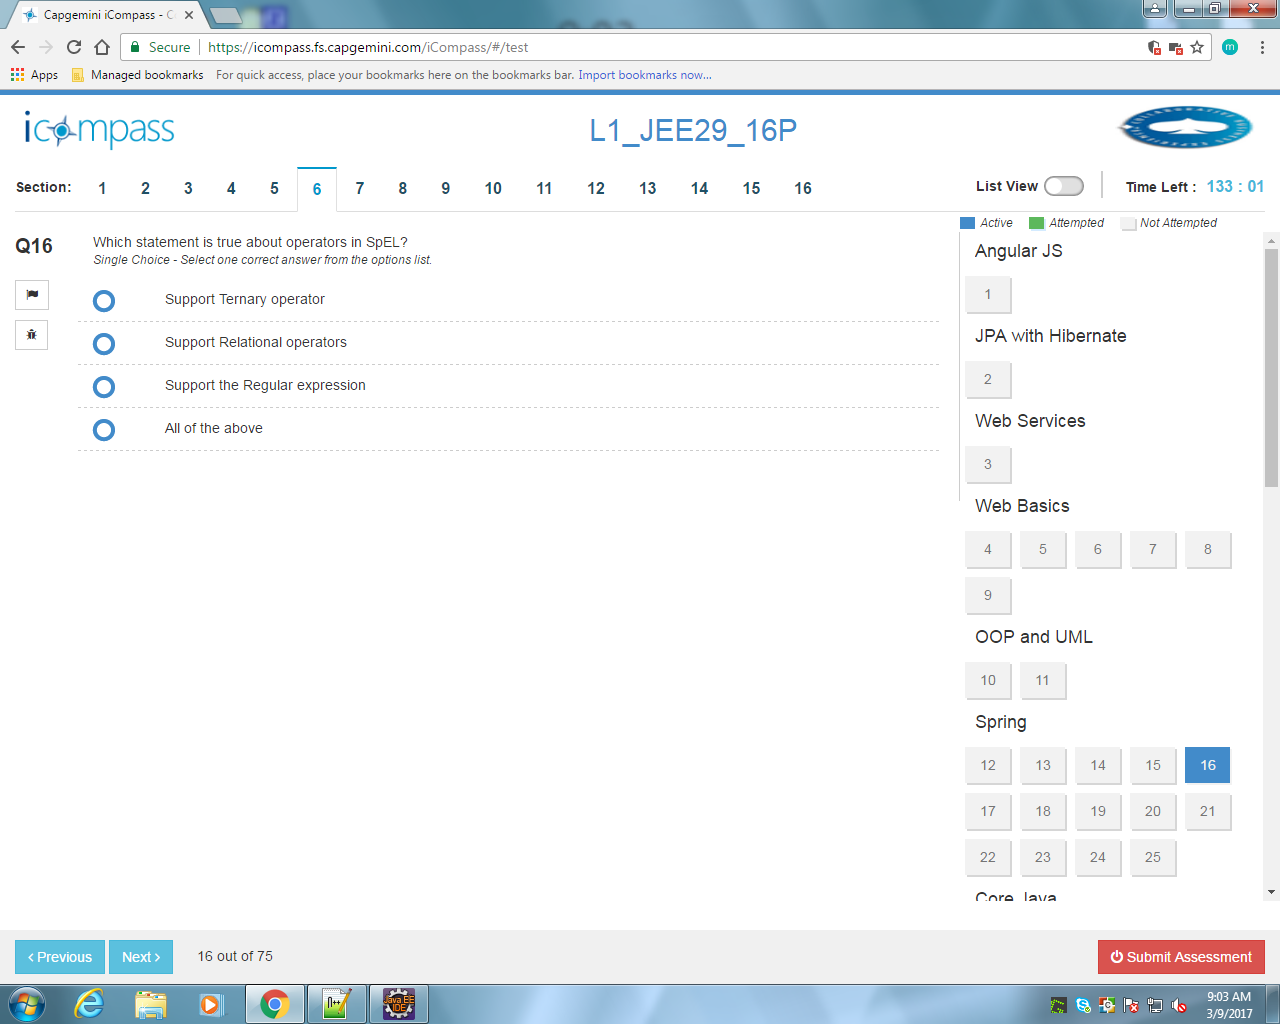 Capgemini iCompass - C
Secure https://icompass.fs.capgemini.com/iCompass/#/test
m
Apps Managed bookmarks For quick access, place your bookmarks here on the bookmarks bar. Import bookmarks now...
icompass
L1_JEE29_16P
Section: 1 2 3 4 5 6 7 8 9 10 11 12 13 14 15 16
List View Time Left : 133 : 01
Active Attempted Not Attempted
Q16
Which statement is true about operators in SpEL?
Single Choice - Select one correct answer from the options list.
Support Ternary operator
Support Relational operators
Support the Regular expression
All of the above
Angular JS
1
JPA with Hibernate
2
Web Services
3
Web Basics
4 5 6 7 8
9
OOP and UML
10 11
Spring
12 13 14 15 16
17 18 19 20 21
22 23 24 25
Core Java
‹ Previous Next › 16 out of 75
Submit Assessment
N++
Java EE
IDE
9:03 AM
3/9/2017